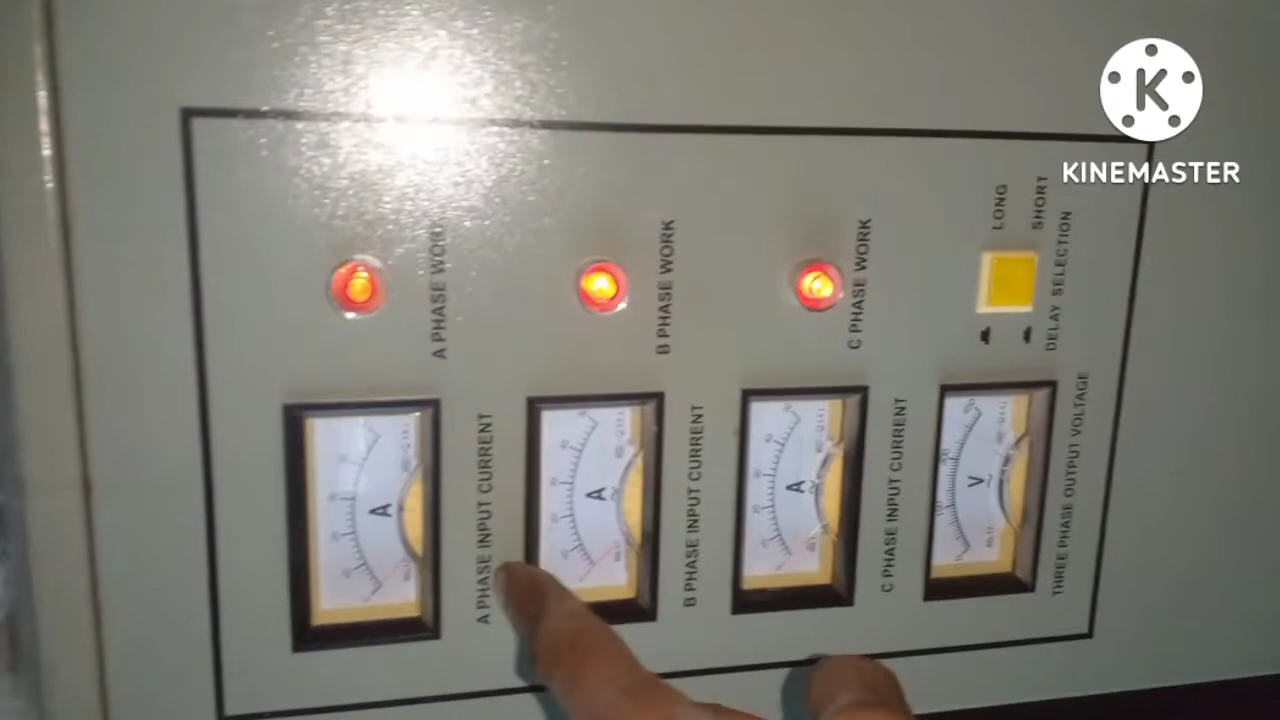 K
KINEMASTER
A PHASE WORK
B PHASE WORK
C PHASE WORK
LONG
SHORT
DELAY SELECTION
A
A PHASE INPUT CURRENT
A
B PHASE INPUT CURRENT
A
C PHASE INPUT CURRENT
V
THREE PHASE OUTPUT VOLTAGE